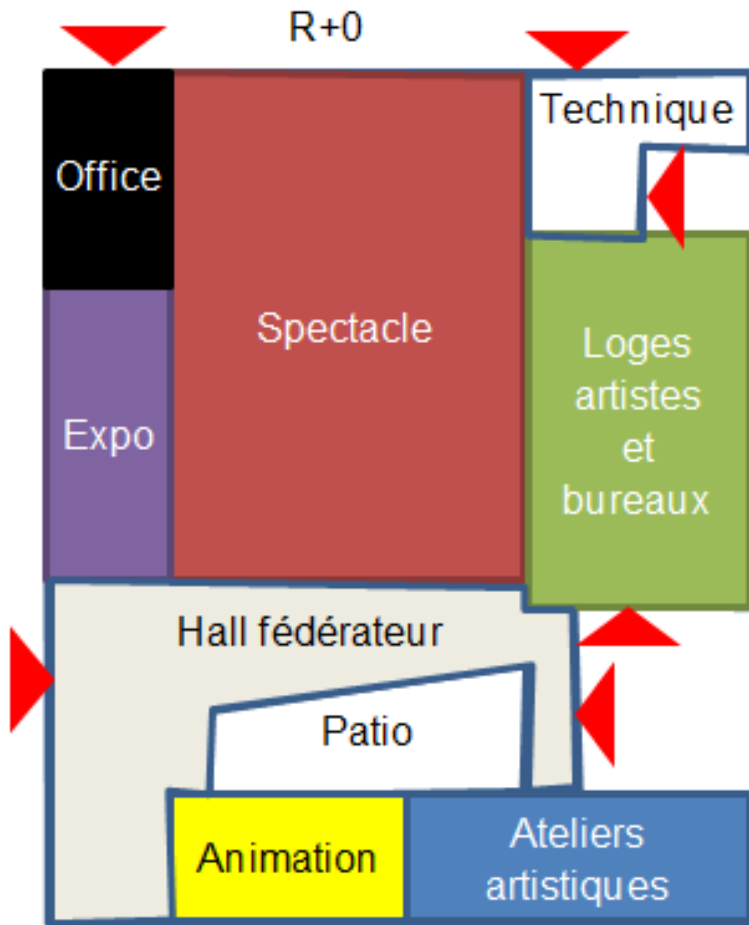 R+0
Technique
Office
Spectacle
Loges
artistes
et
bureaux
Expo
Hall fédérateur
Patio
Animation
Ateliers
artistiques